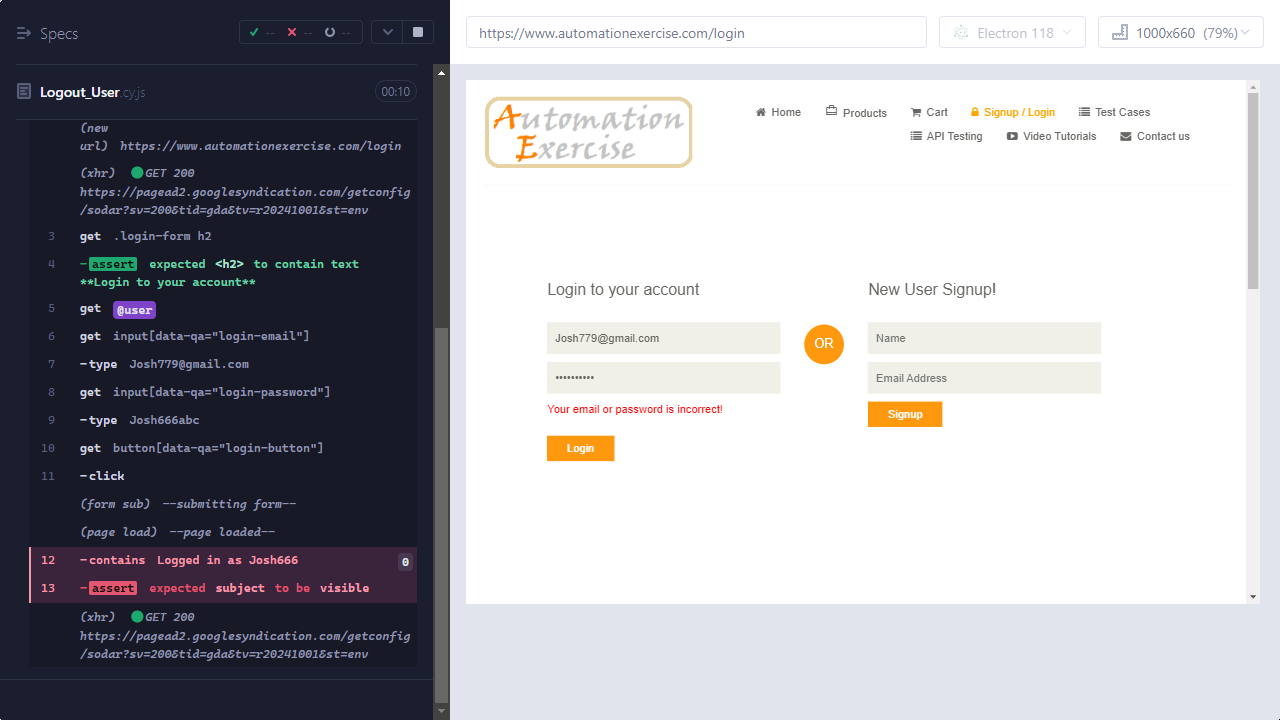 Specs
-- -- --
Logout_User.cy.js 00:10
(new
url) https://www.automationexercise.com/login
(xhr) GET 200
https://pagead2.googlesyndication.com/getconfig
/sodar?sv=200&tid=gda&tv=r20241001&st=env
3 get .login-form h2
4 -assert expected <h2> to contain text
**Login to your account**
5 get @user
6 get input[data-qa="login-email"]
7 -type Josh779@gmail.com
8 get input[data-qa="login-password"]
9 -type Josh666abc
10 get button[data-qa="login-button"]
11 -click
(form sub) --submitting form--
(page load) --page loaded--
12 -contains Logged in as Josh666 0
13 -assert expected subject to be visible
(xhr) GET 200
https://pagead2.googlesyndication.com/getconfig
/sodar?sv=200&tid=gda&tv=r20241001&st=env
https://www.automationexercise.com/login
Electron 118
1000x660 (79%)
Automation
Exercise
Home Products Cart Signup / Login Test Cases
API Testing Video Tutorials Contact us
Login to your account
Josh779@gmail.com
••••••••••
Your email or password is incorrect!
Login
OR
New User Signup!
Name
Email Address
Signup